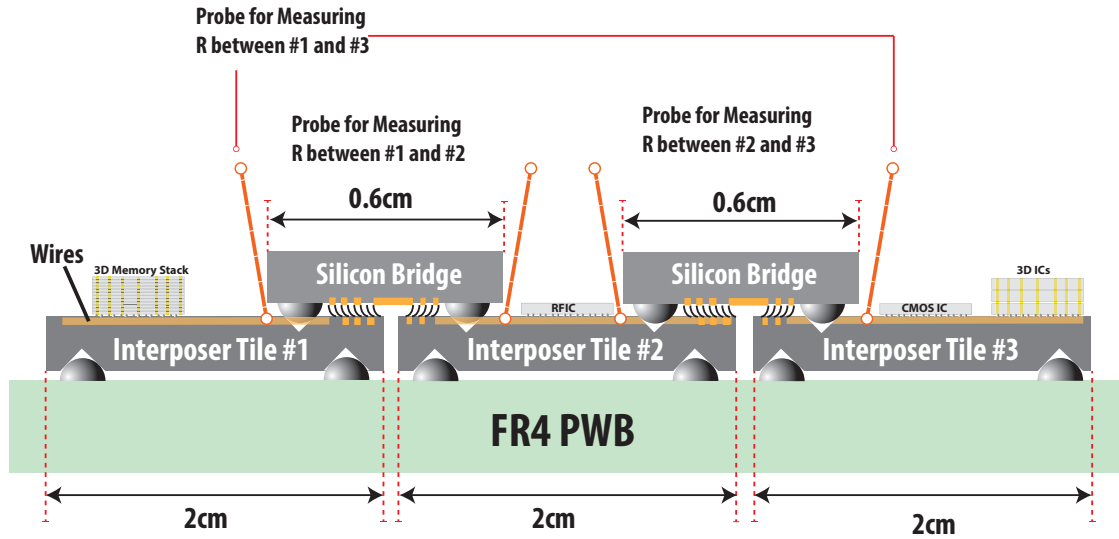 Probe for Measuring
R between #1 and #3
Probe for Measuring
R between #1 and #2
Probe for Measuring
R between #2 and #3
0.6cm
0.6cm
Wires
3D Memory Stack
Silicon Bridge
Silicon Bridge
3D ICs
RFIC
CMOS IC
Interposer Tile #1
Interposer Tile #2
Interposer Tile #3
FR4 PWB
2cm
2cm
2cm